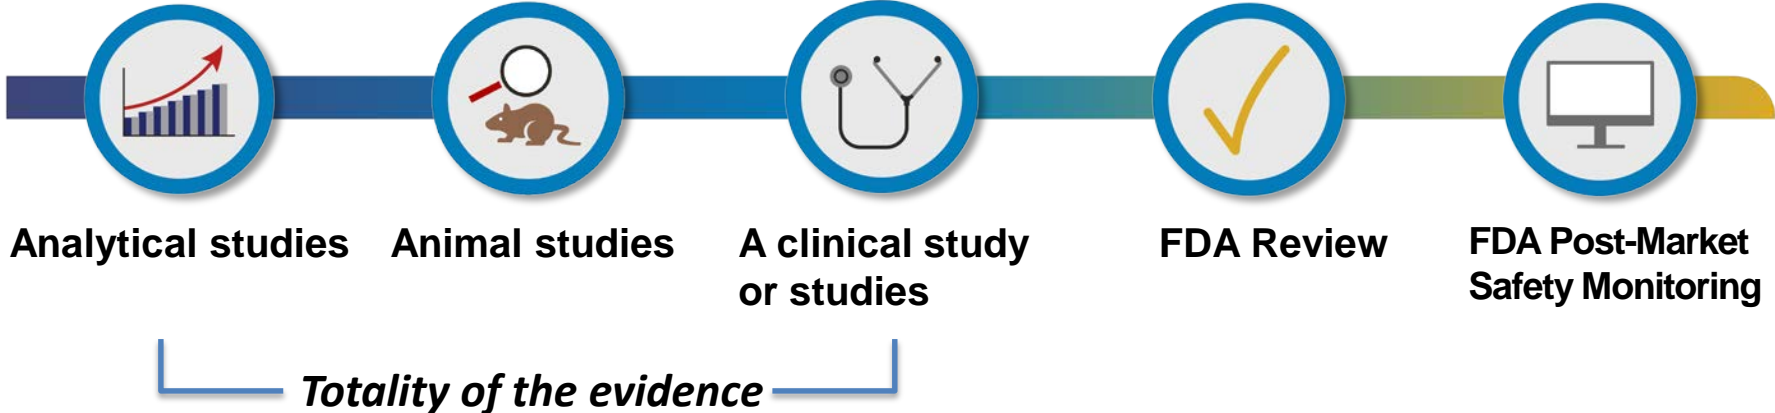 Analytical studies
Animal studies
A clinical study
or studies
FDA Review
FDA Post-Market
Safety Monitoring
Totality of the evidence